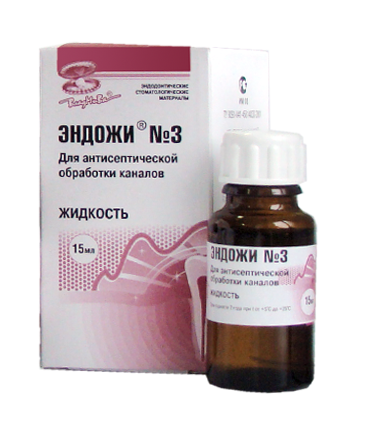 ВладМиВа
ЭНДОДОНТИЧЕСКИЕ
СТОМАТОЛОГИЧЕСКИЕ
МАТЕРИАЛЫ
ЭНДОЖИ® №3
Для антисептической
обработки каналов
ЖИДКОСТЬ
15мл
ЭНДОЖИ №3
Для антисептической
обработки каналов
ЖИДКОСТЬ
15мл